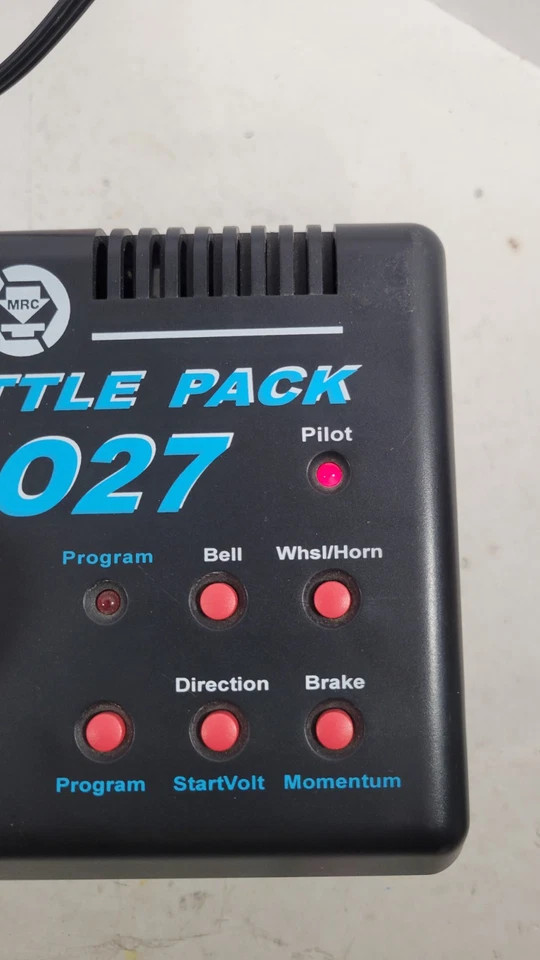 MRC
TTLE PACK
027
Pilot
Program
Bell
Whsl/Horn
Direction
Brake
Program
StartVolt
Momentum